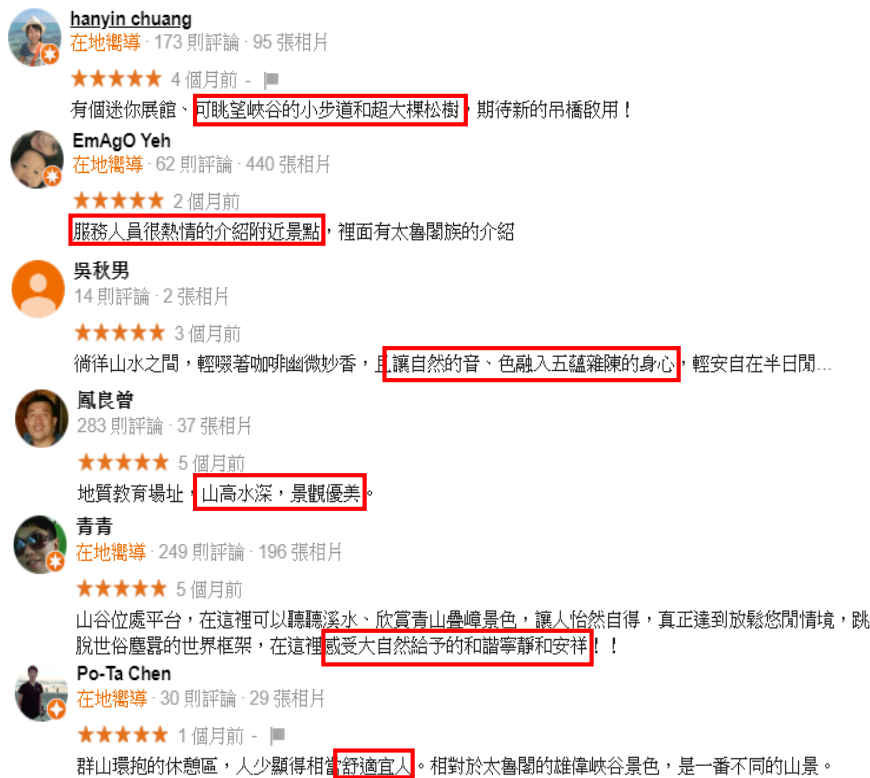 hanyin chuang
在地嚮導 · 173 則評論 · 95 張相片
★★★★★ 4 個月前 -
有個迷你展館、可眺望峽谷的小步道和超大棵松樹，期待新的吊橋啟用！
EmAgO Yeh
在地嚮導 · 62 則評論 · 440 張相片
★★★★★ 2 個月前
服務人員很熱情的介紹附近景點，裡面有太魯閣族的介紹
吳秋男
14 則評論 · 2 張相片
★★★★★ 3 個月前
徜徉山水之間，輕啜著咖啡幽微妙香，且讓自然的音、色融入五蘊雜陳的身心，輕安自在半日閒...
鳳良曾
283 則評論 · 37 張相片
★★★★★ 5 個月前
地質教育場址，山高水深，景觀優美。
青青
在地嚮導 · 249 則評論 · 196 張相片
★★★★★ 5 個月前
山谷位處平台，在這裡可以聽聽溪水、欣賞青山疊嶂景色，讓人怡然自得，真正達到放鬆您閒情境，跳
脫世俗塵囂的世界框架，在這裡感受大自然給予的和諧寧靜和安祥！！
Po-Ta Chen
在地嚮導 · 30 則評論 · 29 張相片
★★★★★ 1 個月前 -
群山環抱的休憩區，人少顯得相當舒適宜人。相對於太魯閣的雄偉峽谷景色，是一番不同的山景。